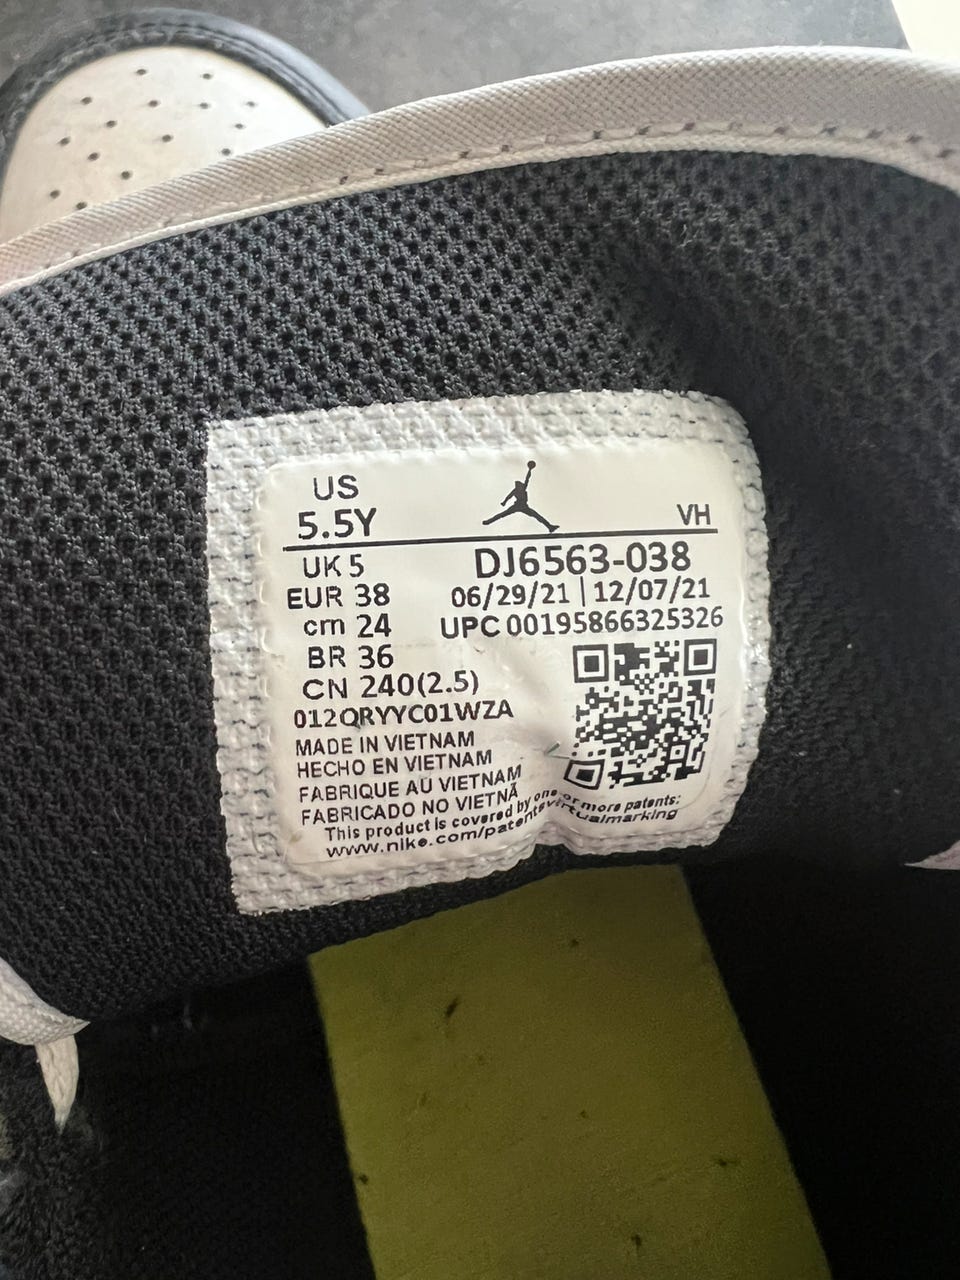 US
5.5Y
VH
UK 5
DJ6563-038
EUR 38
06/29/21 | 12/07/21
cm 24
UPC 00195866325326
BR 36
CN 240(2.5)
012QRYYC01WZA
MADE IN VIETNAM
HECHO EN VIETNAM
FABRIQUE AU VIETNAM
FABRICADO NO VIETNÃ
This product is covered by one or more patents:
www.nike.com/patentsvirtualmarking